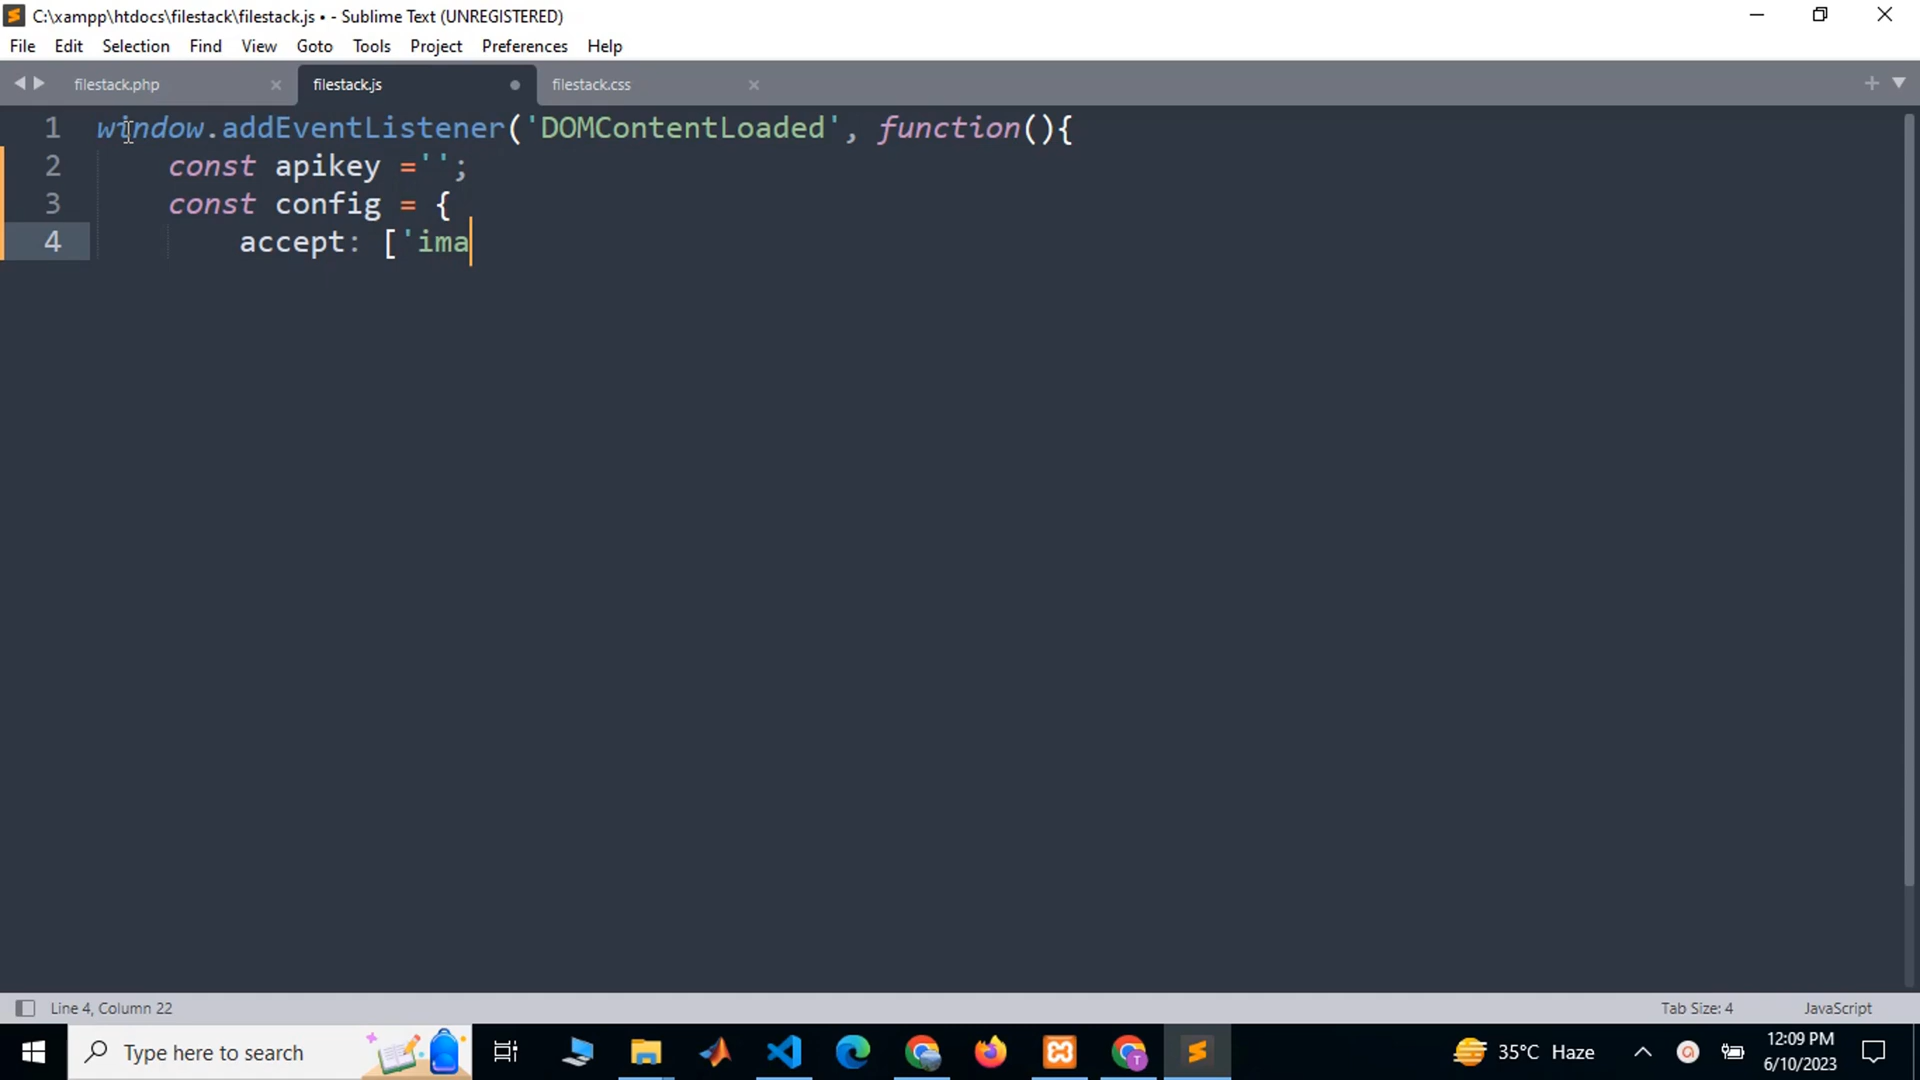 C:\xampp\htdocs\filestack\filestack.js • - Sublime Text (UNREGISTERED)
File Edit Selection Find View Goto Tools Project Preferences Help
filestack.php filestack.js filestack.css
1 window.addEventListener('DOMContentLoaded', function(){
2 const apikey ='';
3 const config = {
4 accept: ['ima
Line 4, Column 22 Tab Size: 4 JavaScript
Type here to search 35°C Haze 12:09 PM
6/10/2023